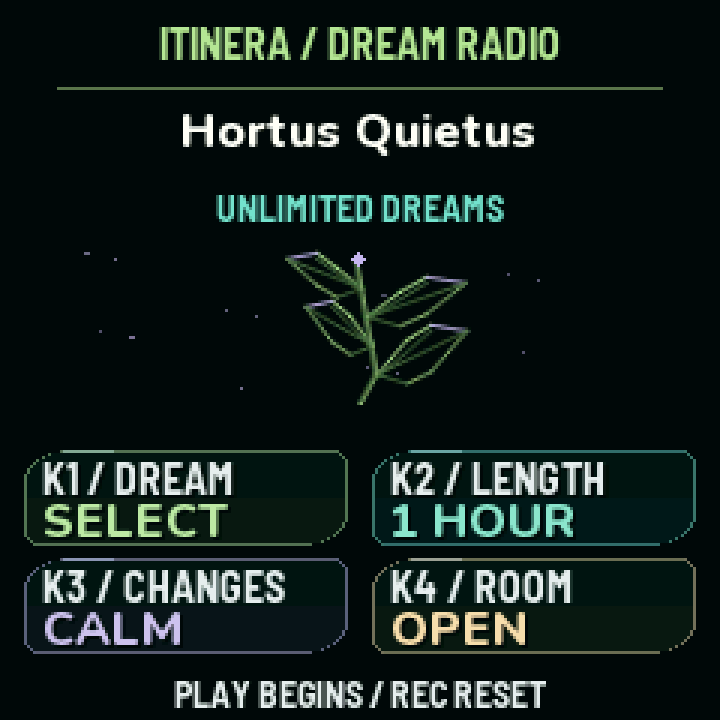 ITINERA / DREAM RADIO
Hortus Quietus
UNLIMITED DREAMS
K1 / DREAM
SELECT
K2 / LENGTH
1 HOUR
K3 / CHANGES
CALM
K4 / ROOM
OPEN
PLAY BEGINS / REC RESET